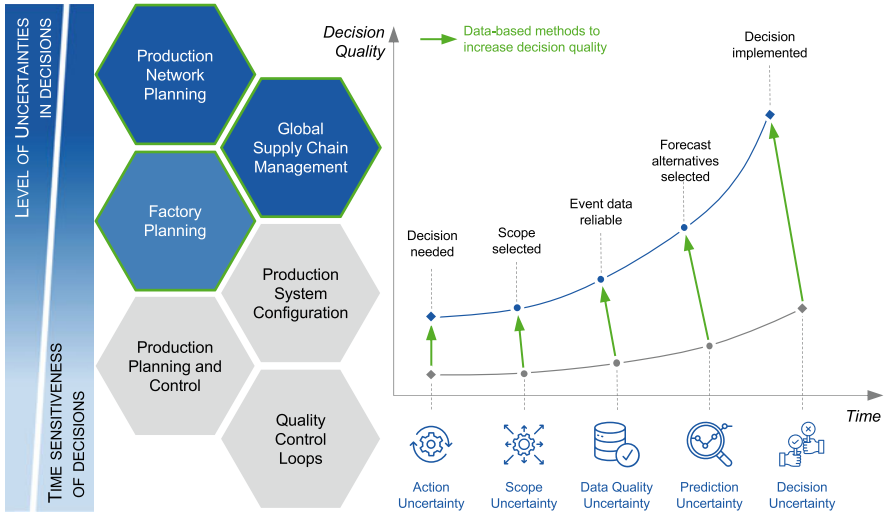 LEVEL OF UNCERTAINTIES
IN DECISIONS
TIME SENSITIVENESS
OF DECISIONS
Production
Network
Planning
Global
Supply Chain
Management
Factory
Planning
Production
System
Configuration
Production
Planning and
Control
Quality
Control
Loops
Decision
Quality
Data-based methods to
increase decision quality
Decision
needed
Scope
selected
Event data
reliable
Forecast
alternatives
selected
Decision
implemented
Time
Action
Uncertainty
Scope
Uncertainty
Data Quality
Uncertainty
Prediction
Uncertainty
Decision
Uncertainty